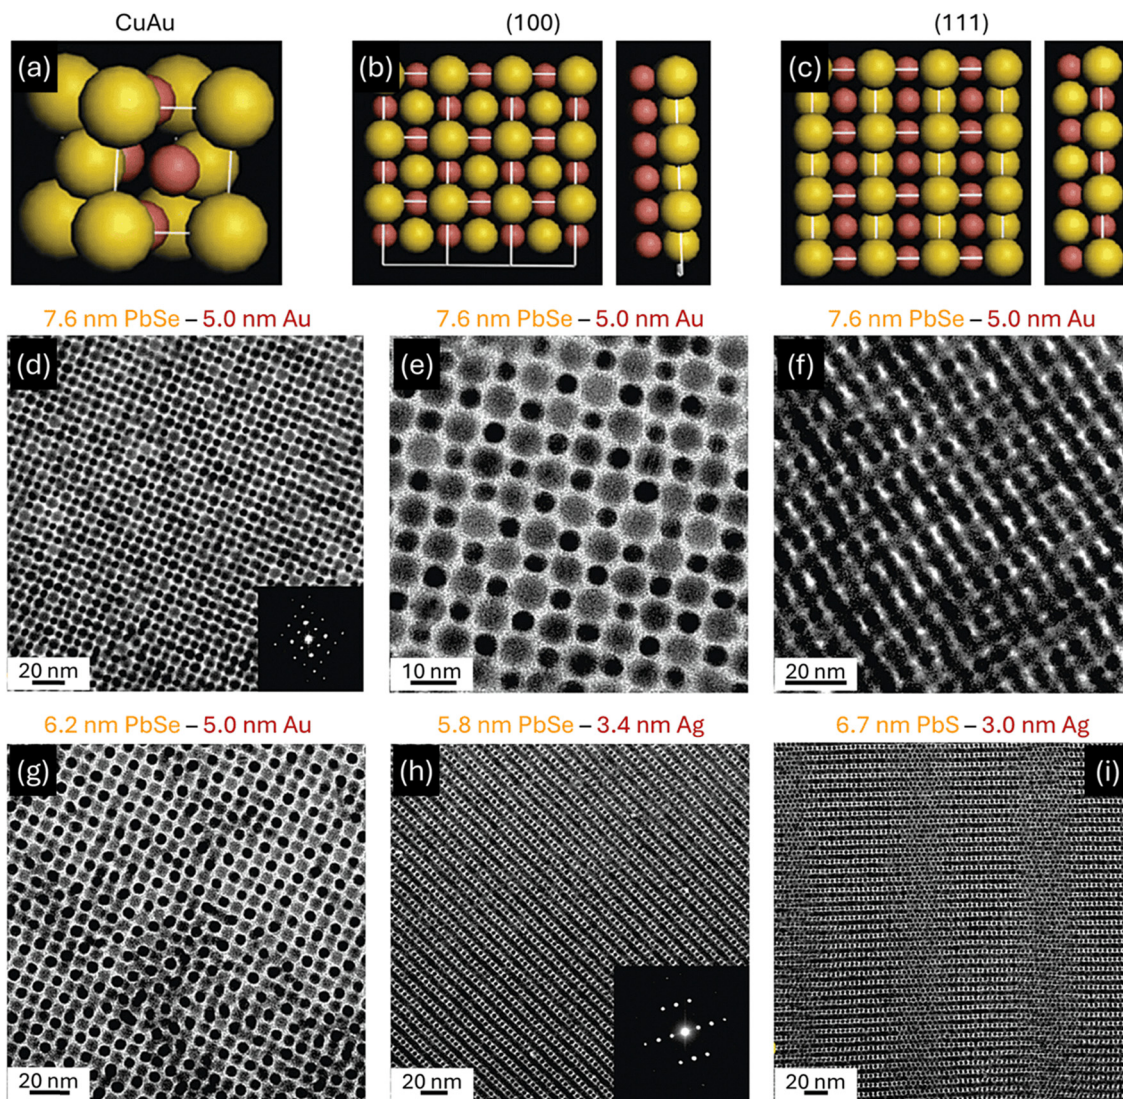 CuAu (100) (111)
(a) (b) (c)
7.6 nm PbSe – 5.0 nm Au 7.6 nm PbSe – 5.0 nm Au 7.6 nm PbSe – 5.0 nm Au
(d) (e) (f)
20 nm 10 nm 20 nm
6.2 nm PbSe – 5.0 nm Au 5.8 nm PbSe – 3.4 nm Ag 6.7 nm PbS – 3.0 nm Ag
(g) (h) (i)
20 nm 20 nm 20 nm